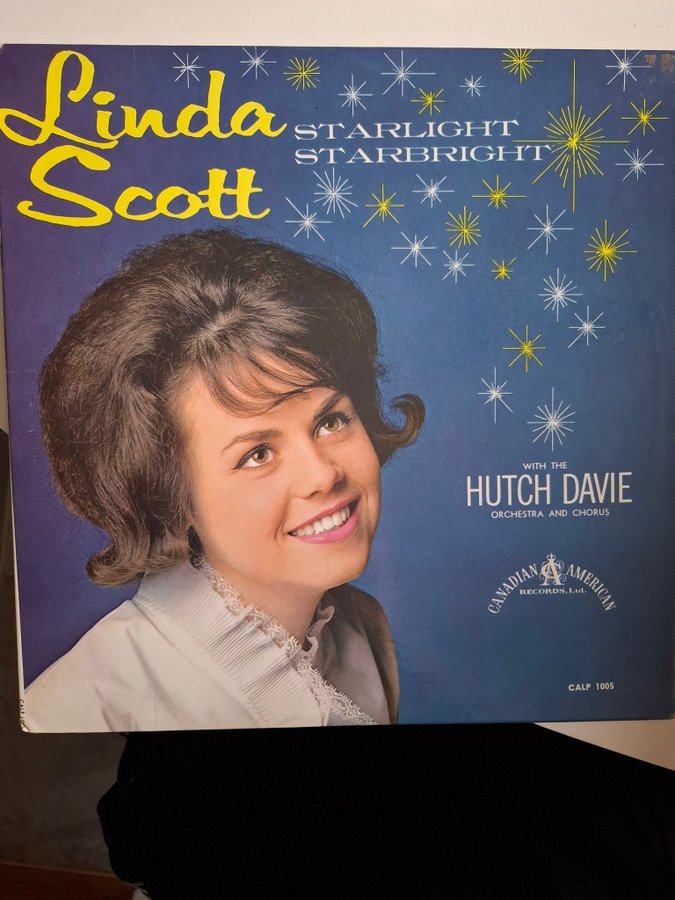 Linda
Scott
STARLIGHT
STARBRIGHT
WITH THE
HUTCH DAVIE
ORCHESTRA AND CHORUS
CANADIAN AMERICAN
RECORDS, Ltd.
CALP 1005